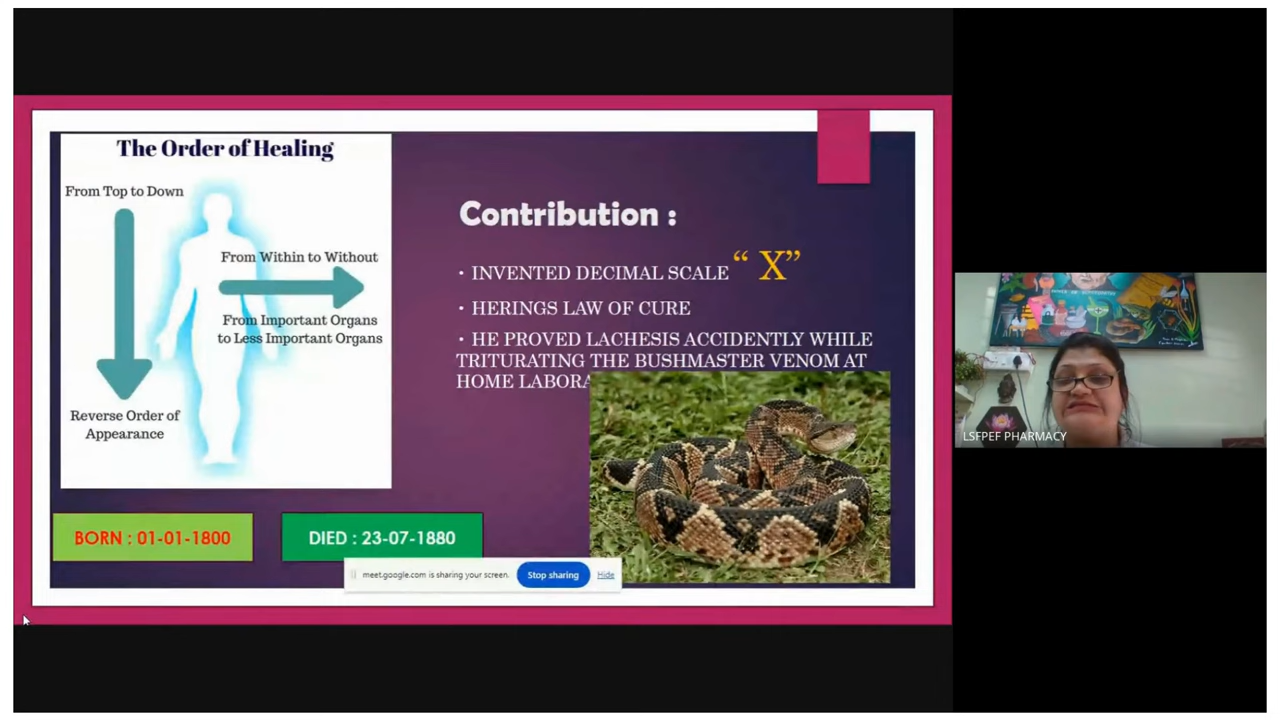 The Order of Healing
From Top to Down
From Within to Without
From Important Organs
to Less Important Organs
Reverse Order of
Appearance
Contribution :
• INVENTED DECIMAL SCALE “ X”
• HERINGS LAW OF CURE
• HE PROVED LACHESIS ACCIDENTLY WHILE
TRITURATING THE BUSHMASTER VENOM AT
HOME LABORA
BORN : 01-01-1800
DIED : 23-07-1880
meet.google.com is sharing your screen.
Stop sharing
Hide
LSFPEF PHARMACY